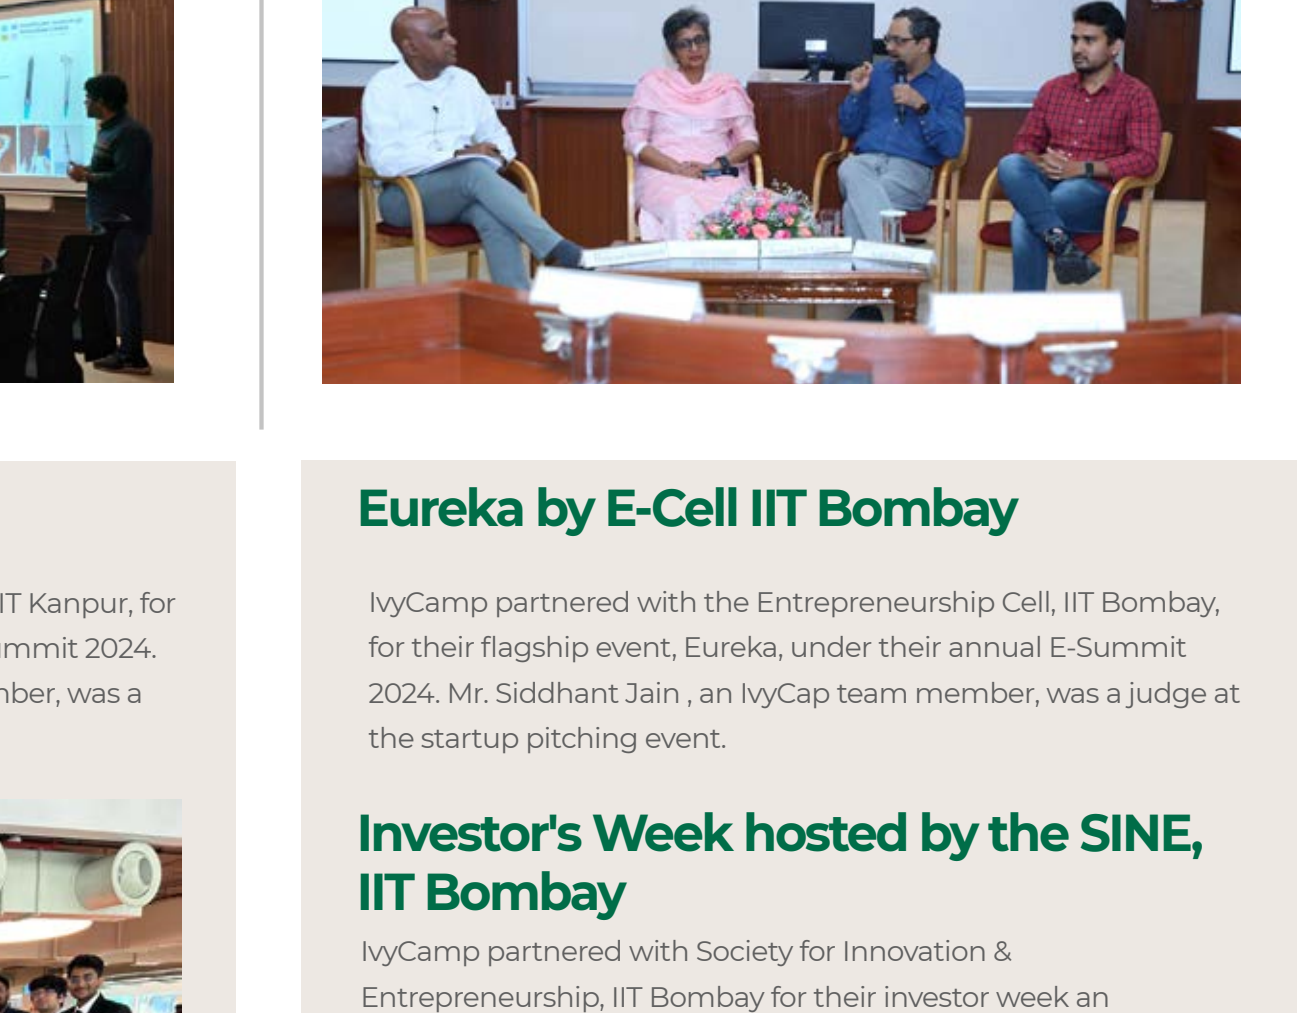 IT Kanpur, for
mmit 2024.
ber, was a
Eureka by E-Cell IIT Bombay
IvyCamp partnered with the Entrepreneurship Cell, IIT Bombay,
for their flagship event, Eureka, under their annual E-Summit
2024. Mr. Siddhant Jain , an IvyCap team member, was a judge at
the startup pitching event.
Investor's Week hosted by the SINE,
IIT Bombay
IvyCamp partnered with Society for Innovation &
Entrepreneurship, IIT Bombay for their investor week an